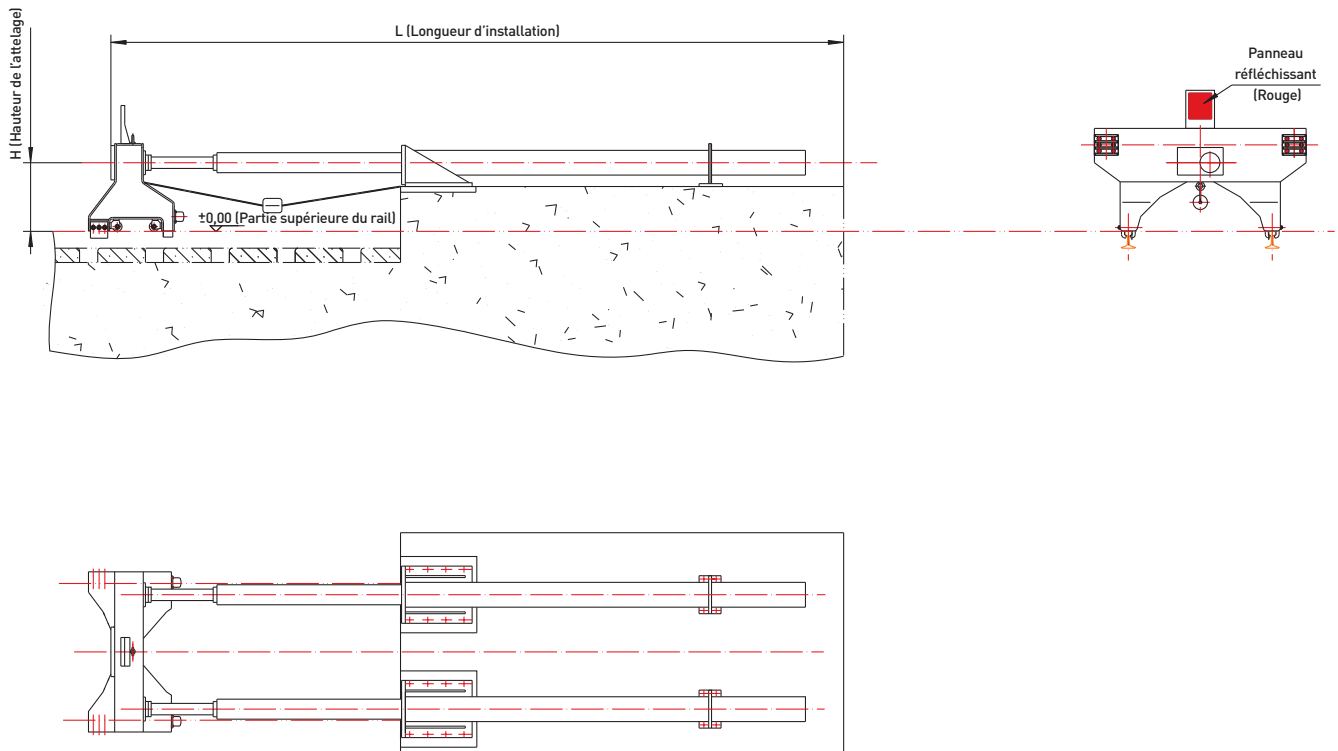 L (Longueur d'installation)
H (Hauteur de l'attelage)
Panneau
réfléchissant
(Rouge)
±0,00 (Partie supérieure du rail)